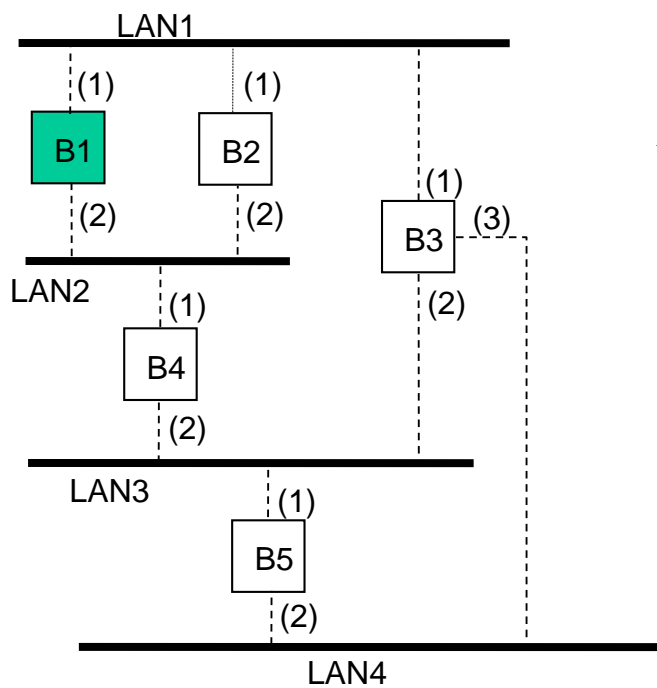 LAN1
(1)
(1)
B1
B2
(1)
(2)
(2)
B3
(3)
LAN2
(1)
(2)
B4
(2)
LAN3
(1)
B5
(2)
LAN4